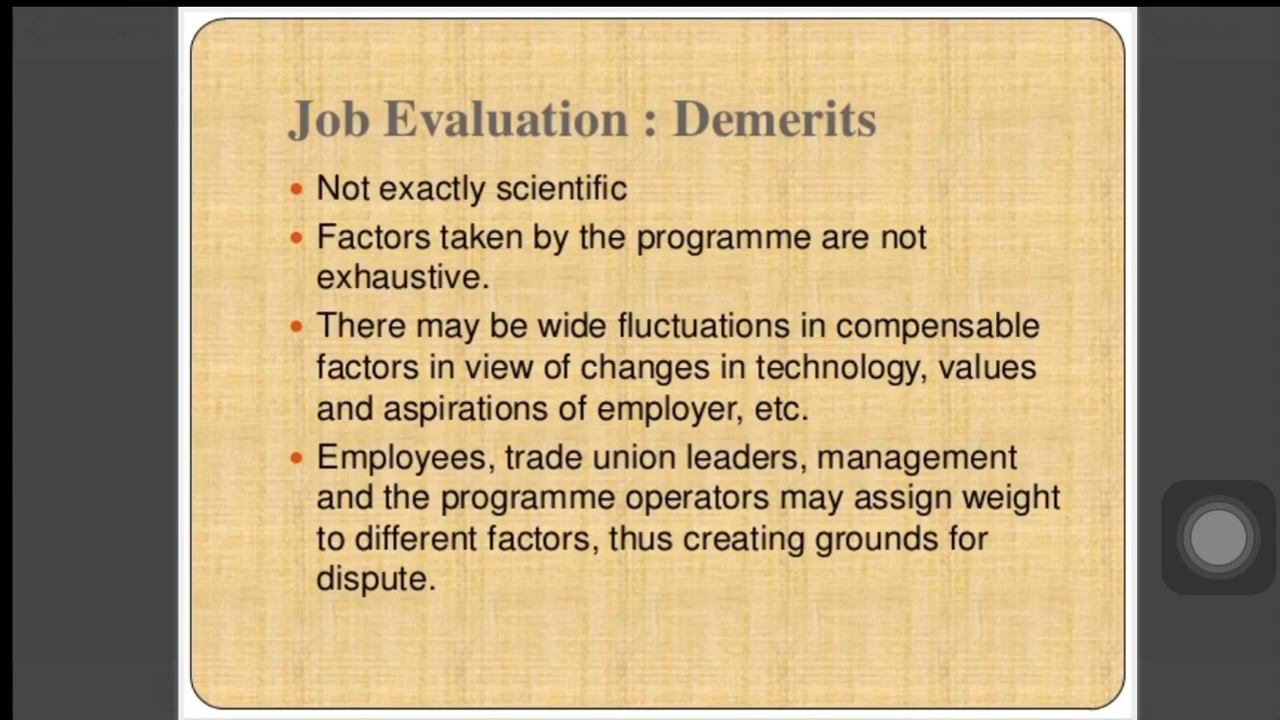 Job Evaluation : Demerits
• Not exactly scientific
• Factors taken by the programme are not
exhaustive.
• There may be wide fluctuations in compensable
factors in view of changes in technology, values
and aspirations of employer, etc.
• Employees, trade union leaders, management
and the programme operators may assign weight
to different factors, thus creating grounds for
dispute.